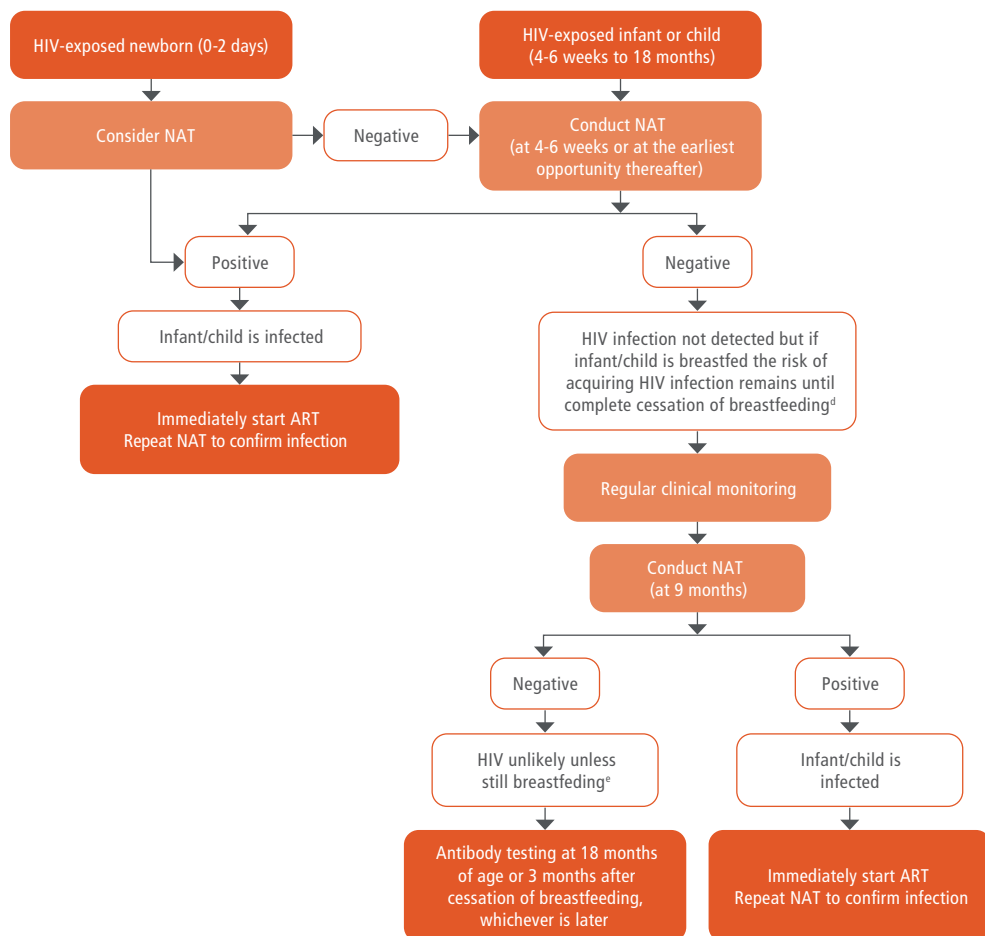 HIV-exposed newborn (0-2 days)
HIV-exposed infant or child
(4-6 weeks to 18 months)
Consider NAT
Negative
Conduct NAT
(at 4-6 weeks or at the earliest
opportunity thereafter)
Positive
Negative
Infant/child is infected
HIV infection not detected but if
infant/child is breastfed the risk of
acquiring HIV infection remains until
complete cessation of breastfeedingᵈ
Immediately start ART
Repeat NAT to confirm infection
Regular clinical monitoring
Conduct NAT
(at 9 months)
Negative
Positive
HIV unlikely unless
still breastfedingᵉ
Infant/child is
infected
Antibody testing at 18 months
of age or 3 months after
cessation of breastfeeding,
whichever is later
Immediately start ART
Repeat NAT to confirm infection